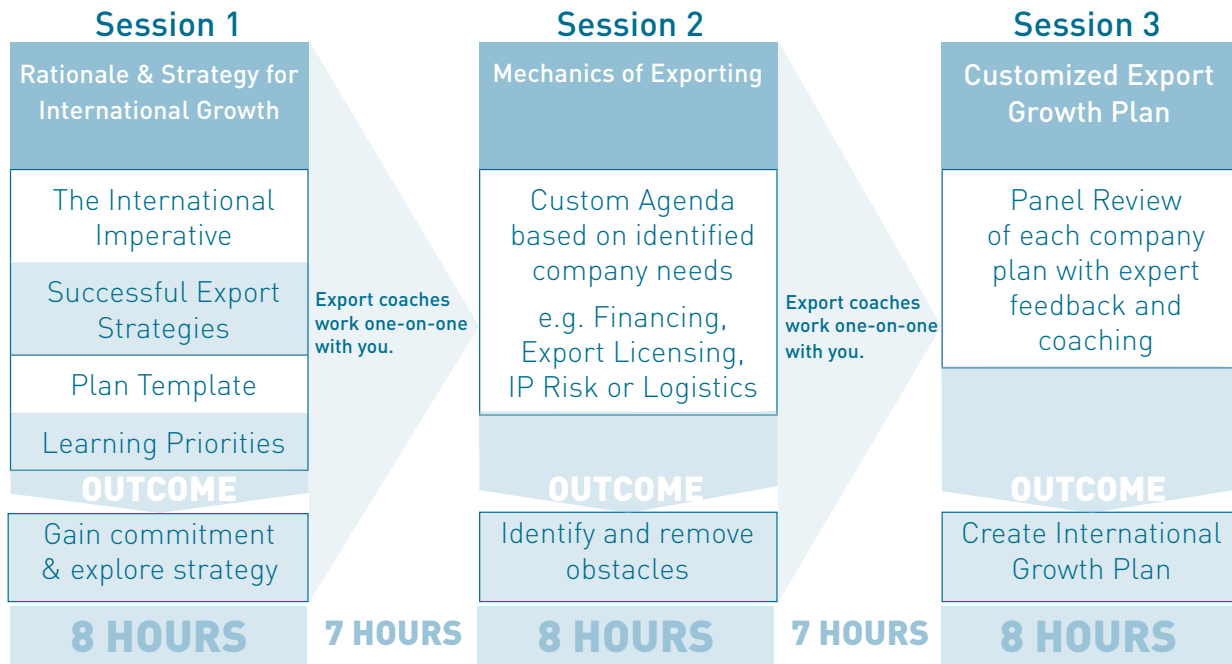 Session 1
Rationale & Strategy for
International Growth
The International
Imperative
Successful Export
Strategies
Plan Template
Learning Priorities
OUTCOME
Gain commitment
& explore strategy
8 HOURS
Export coaches
work one-on-one
with you.
7 HOURS
Session 2
Mechanics of Exporting
Custom Agenda
based on identified
company needs
e.g. Financing,
Export Licensing,
IP Risk or Logistics
OUTCOME
Identify and remove
obstacles
8 HOURS
Export coaches
work one-on-one
with you.
7 HOURS
Session 3
Customized Export
Growth Plan
Panel Review
of each company
plan with expert
feedback and
coaching
OUTCOME
Create International
Growth Plan
8 HOURS